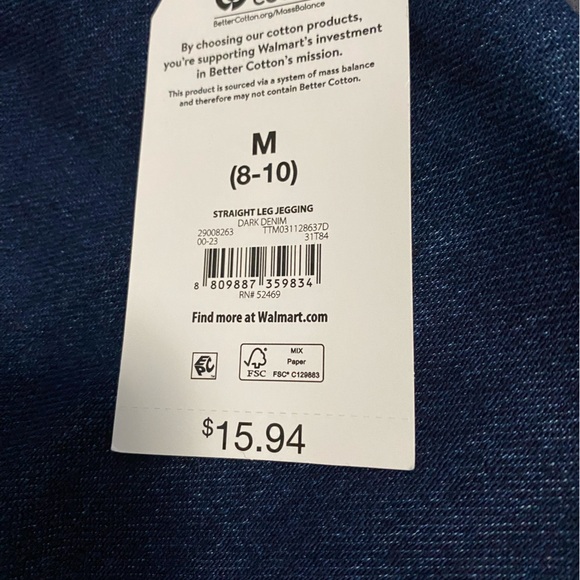 BetterCotton.org/MassBalance
By choosing our cotton products,
you're supporting Walmart's investment
in Better Cotton's mission.
This product is sourced via a system of mass balance
and therefore may not contain Better Cotton.
M
(8-10)
STRAIGHT LEG JEGGING
DARK DENIM
29008263 TTM031128637D
00-23 31T84
8 809887 359834
RN# 52469
Find more at Walmart.com
MIX
Paper
FSC FSC® C129883
$15.94